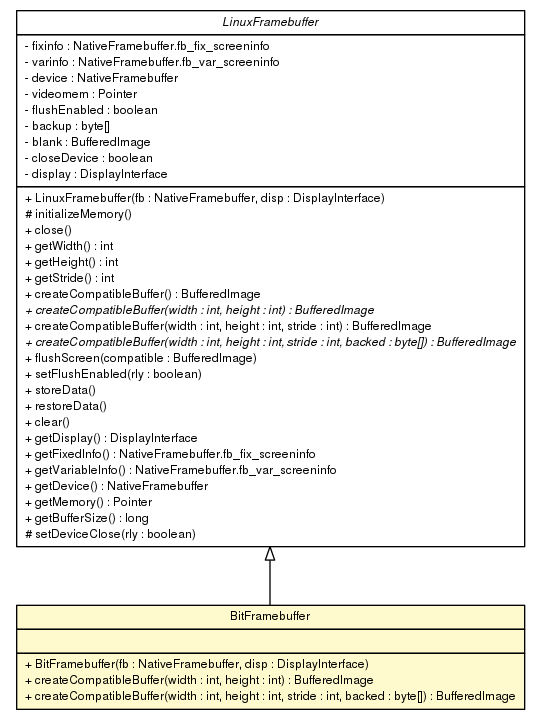 LinuxFramebuffer
- fixinfo : NativeFramebuffer.fb_fix_screeninfo
- varinfo : NativeFramebuffer.fb_var_screeninfo
- device : NativeFramebuffer
- videomem : Pointer
- flushEnabled : boolean
- backup : byte[]
- blank : BufferedImage
- closeDevice : boolean
- display : DisplayInterface
+ LinuxFramebuffer(fb : NativeFramebuffer, disp : DisplayInterface)
# initializeMemory()
+ close()
+ getWidth() : int
+ getHeight() : int
+ getStride() : int
+ createCompatibleBuffer() : BufferedImage
+ createCompatibleBuffer(width : int, height : int) : BufferedImage
+ createCompatibleBuffer(width : int, height : int, stride : int) : BufferedImage
+ createCompatibleBuffer(width : int, height : int, stride : int, backed : byte[]) : BufferedImage
+ flushScreen(compatible : BufferedImage)
+ setFlushEnabled(rly : boolean)
+ storeData()
+ restoreData()
+ clear()
+ getDisplay() : DisplayInterface
+ getFixedInfo() : NativeFramebuffer.fb_fix_screeninfo
+ getVariableInfo() : NativeFramebuffer.fb_var_screeninfo
+ getDevice() : NativeFramebuffer
+ getMemory() : Pointer
+ getBufferSize() : long
# setDeviceClose(rly : boolean)
BitFramebuffer
+ BitFramebuffer(fb : NativeFramebuffer, disp : DisplayInterface)
+ createCompatibleBuffer(width : int, height : int) : BufferedImage
+ createCompatibleBuffer(width : int, height : int, stride : int, backed : byte[]) : BufferedImage